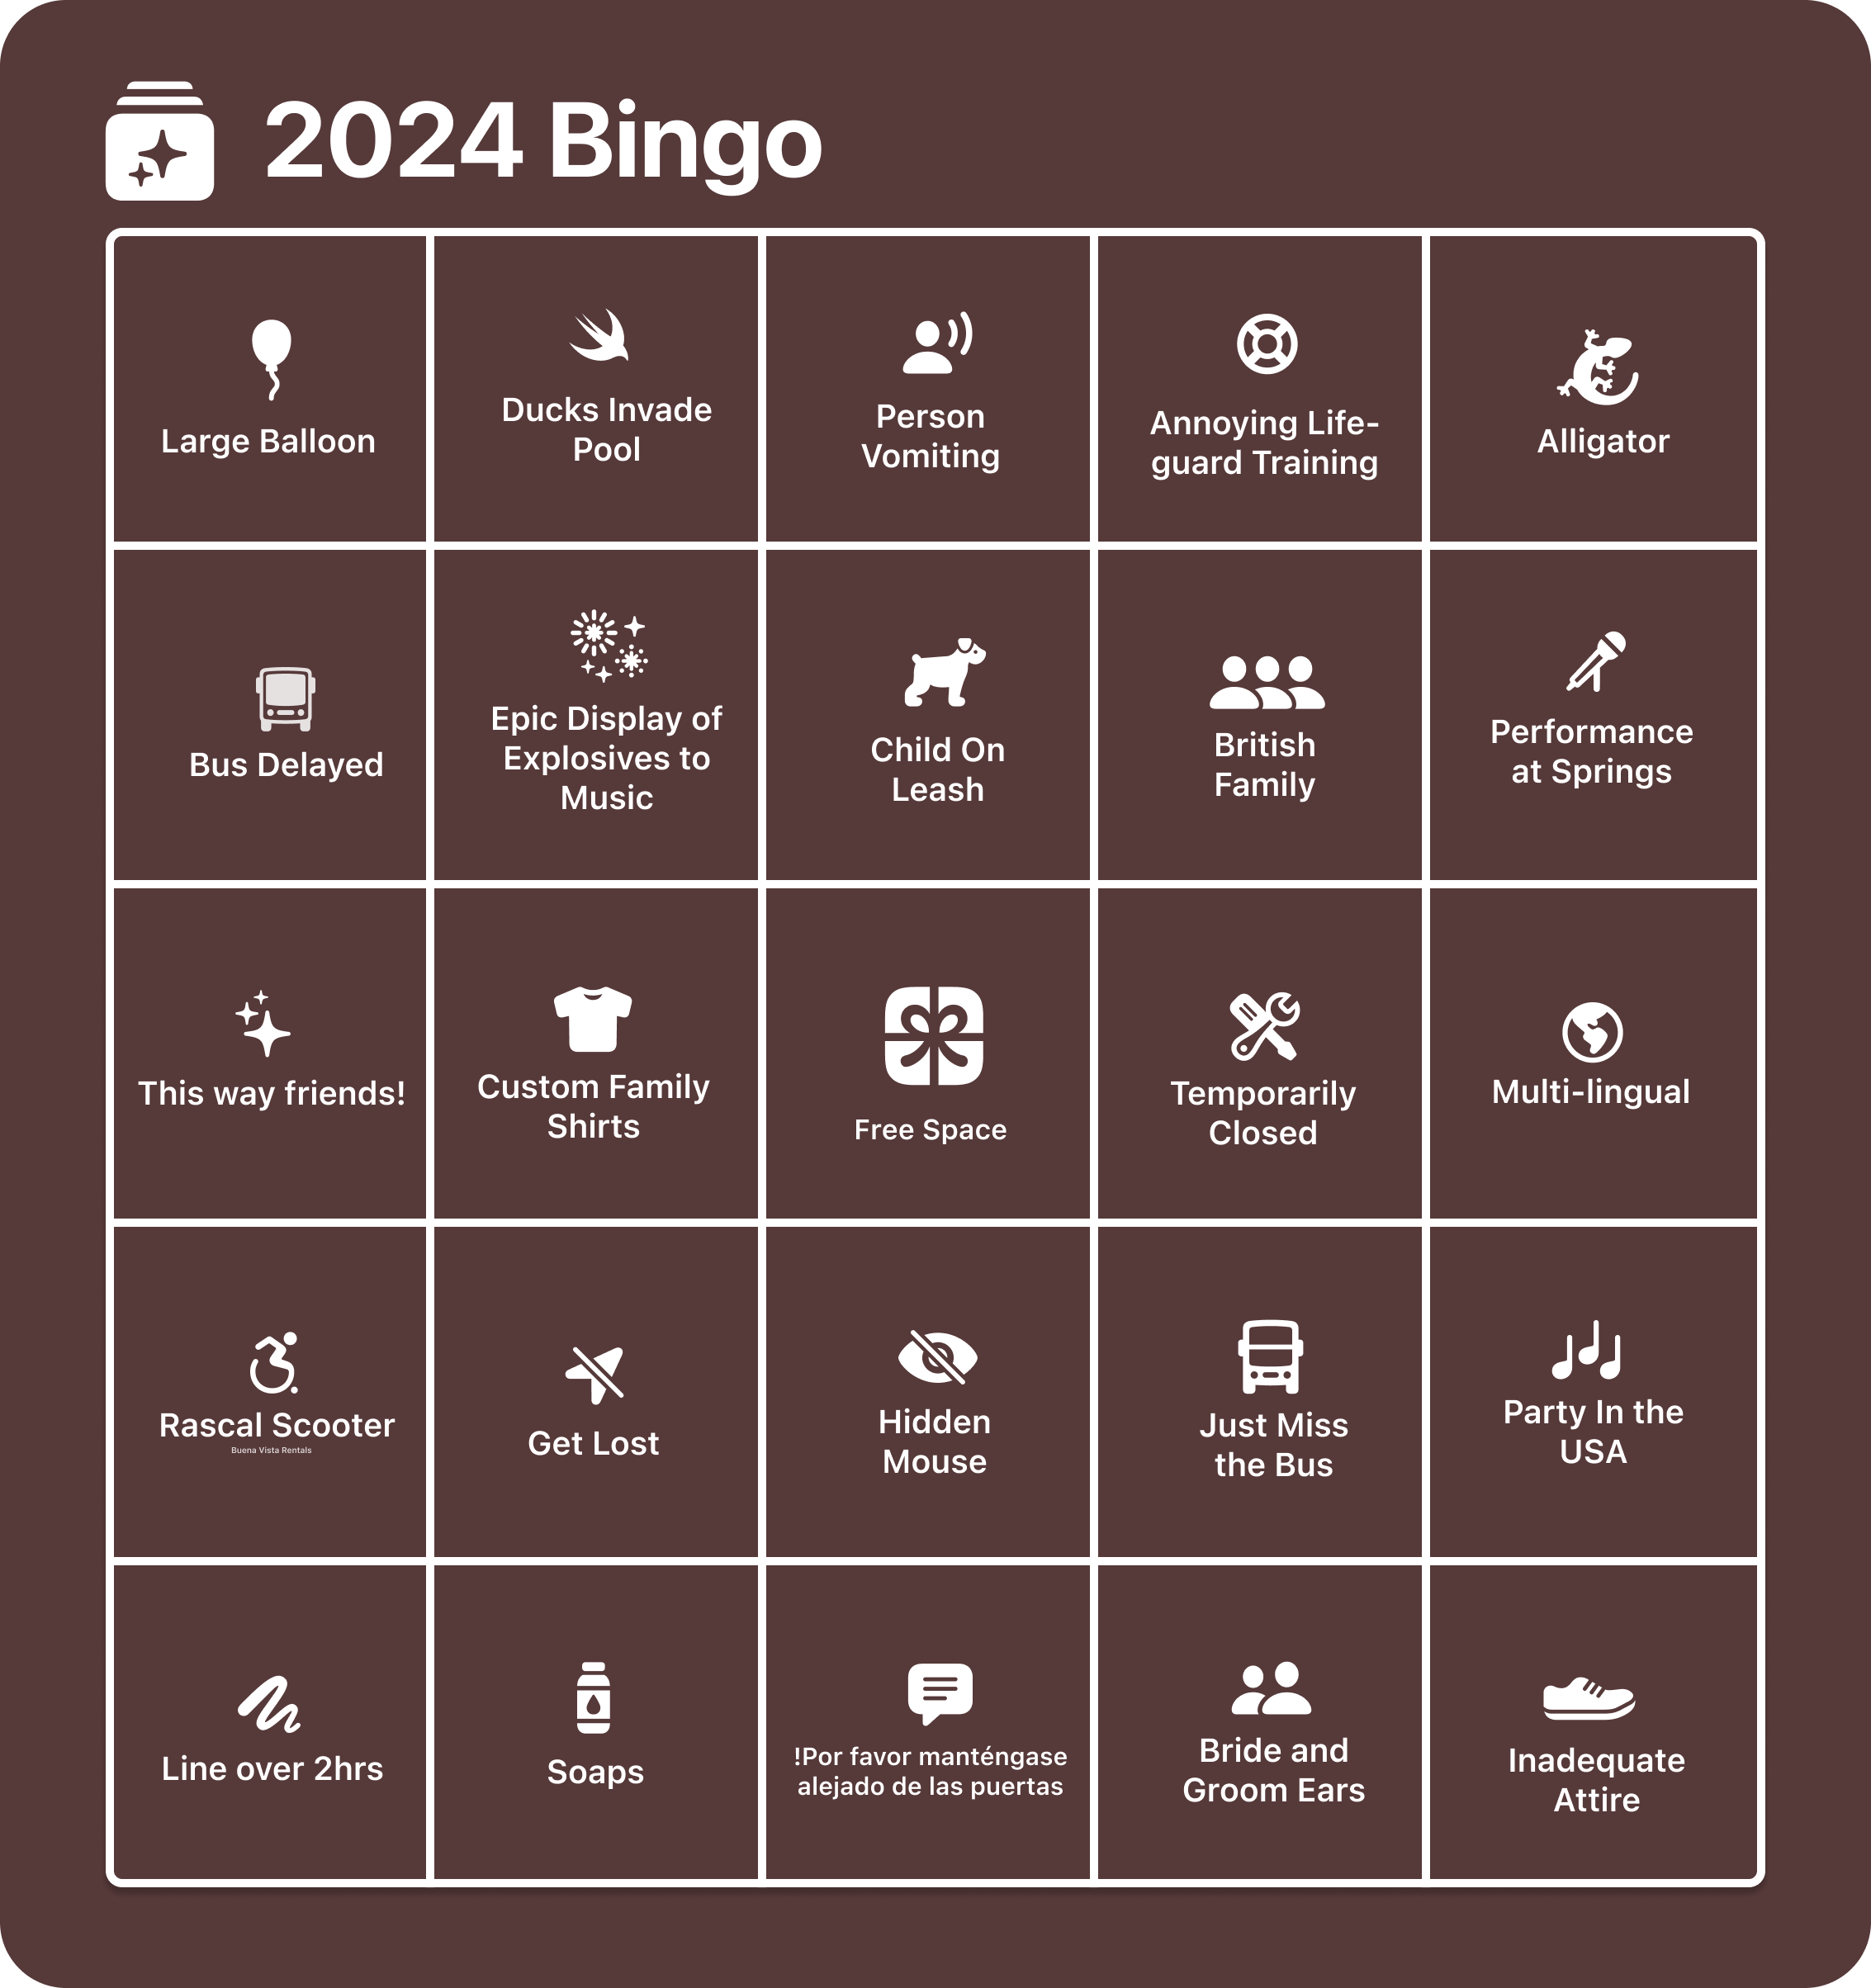 2024 Bingo
Large Balloon
Ducks Invade
Pool
Person
Vomiting
Annoying Life-
guard Training
Alligator
Bus Delayed
Epic Display of
Explosives to
Music
Child On
Leash
British
Family
Performance
at Springs
This way friends!
Custom Family
Shirts
Free Space
Temporarily
Closed
Multi-lingual
Rascal Scooter
Buena Vista Rentals
Get Lost
Hidden
Mouse
Just Miss
the Bus
Party In the
USA
Line over 2hrs
Soaps
!Por favor manténgase
alejado de las puertas
Bride and
Groom Ears
Inadequate
Attire